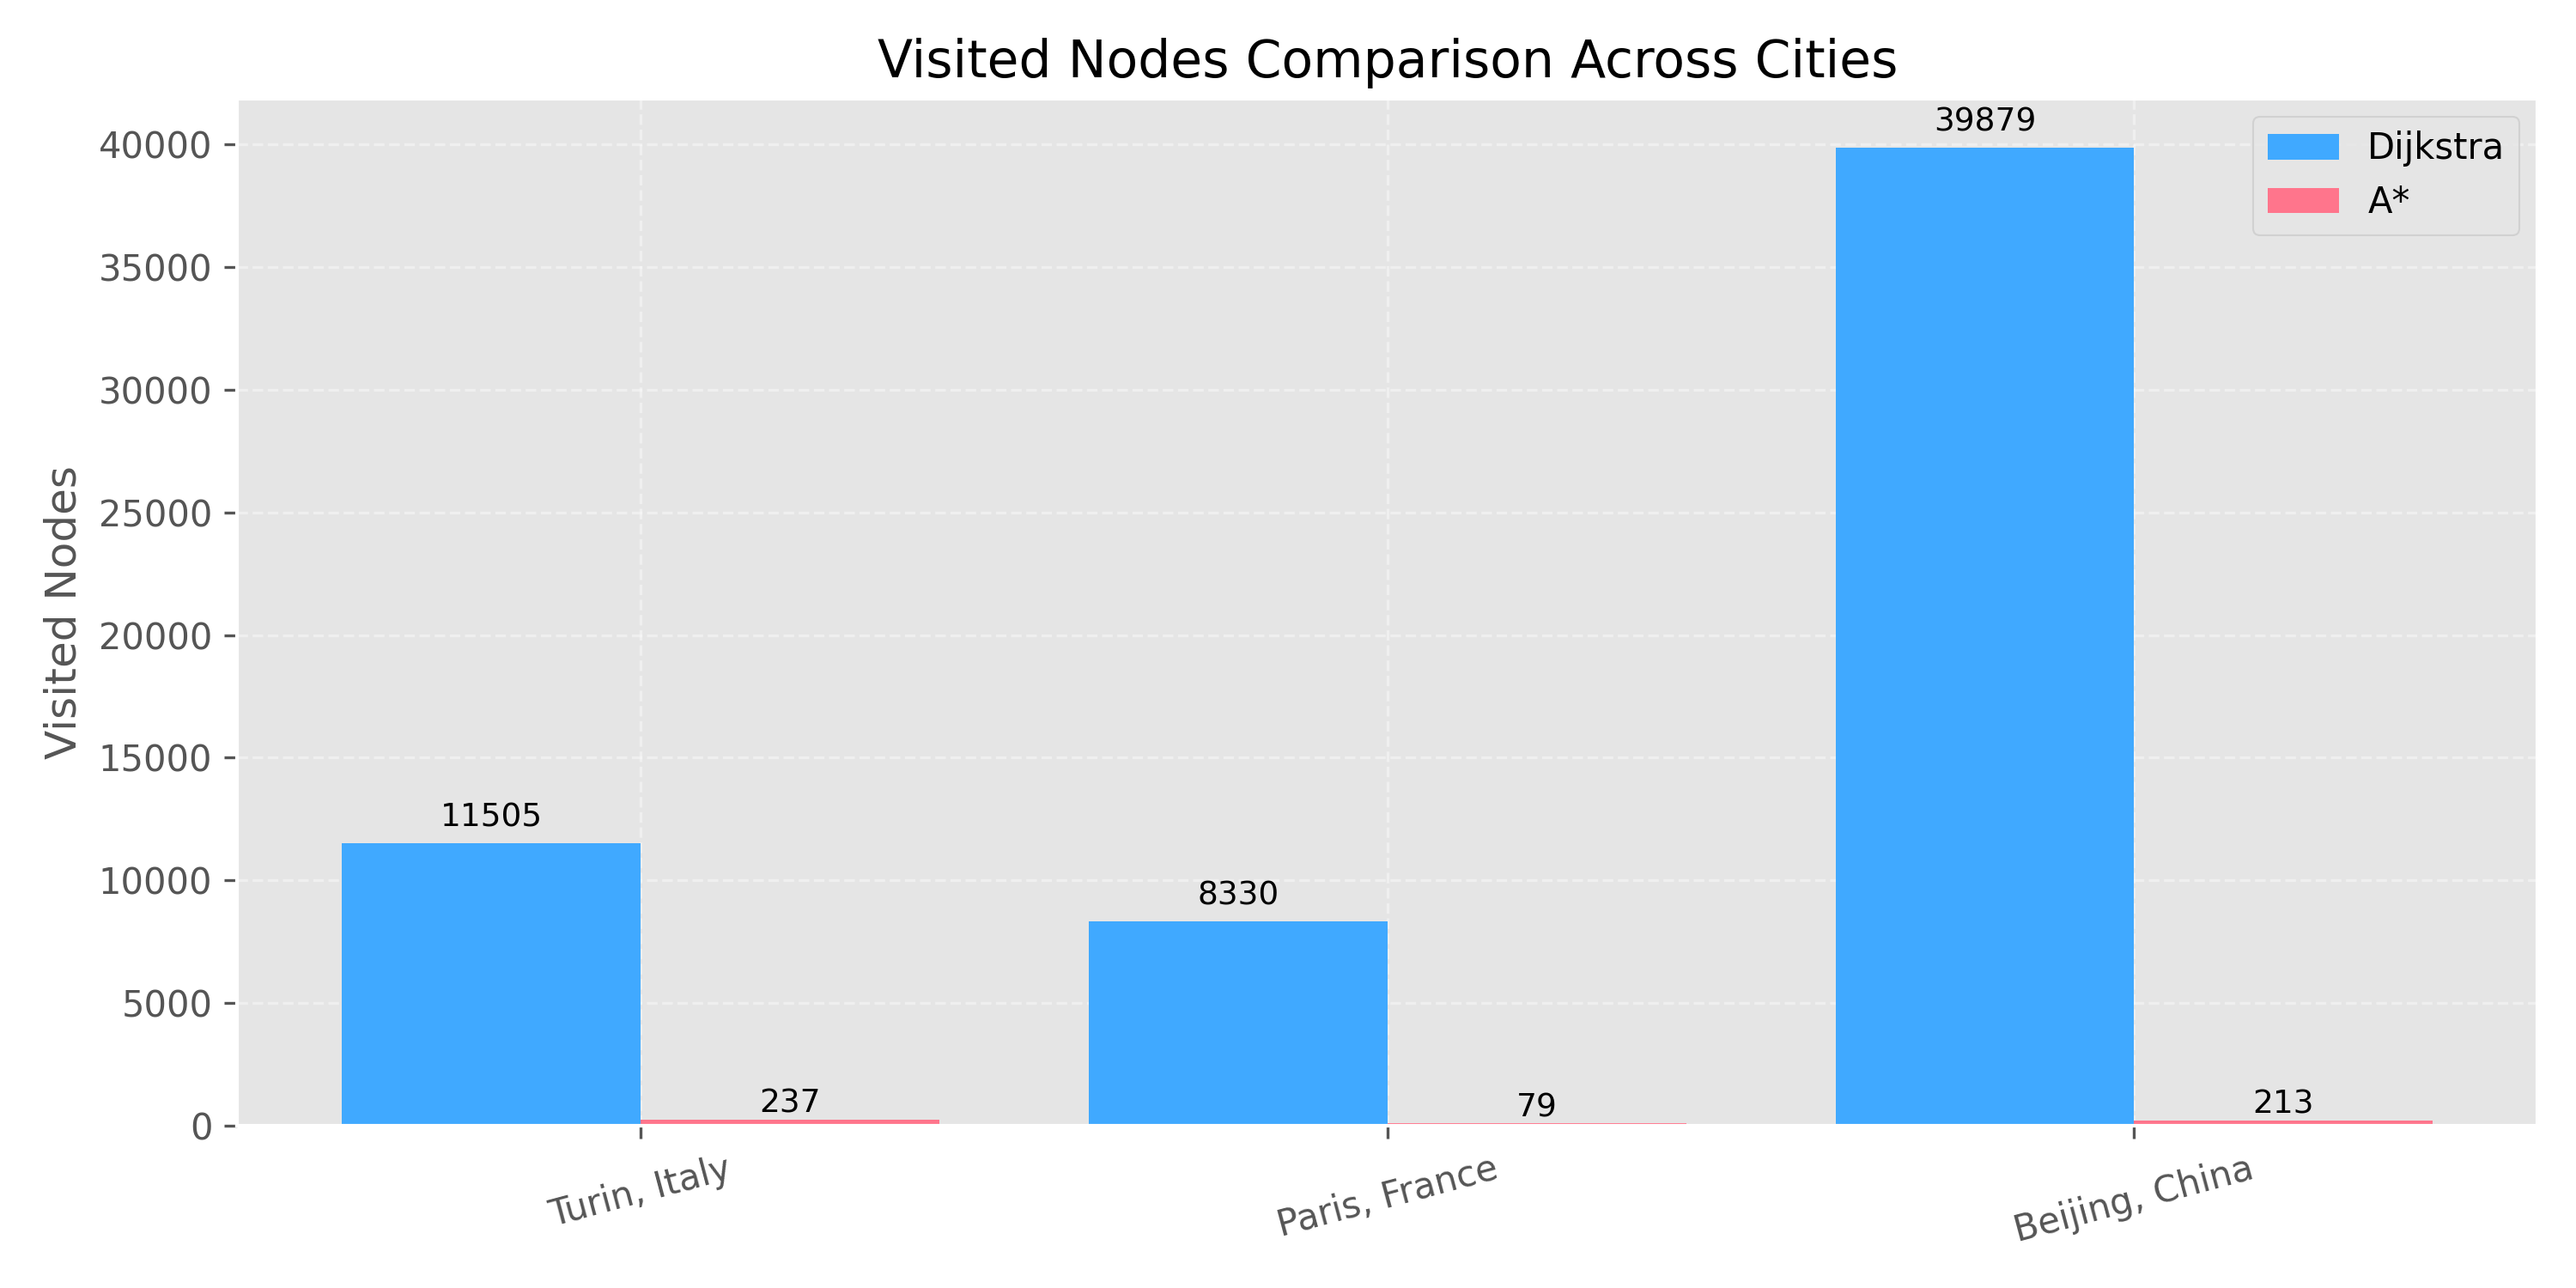 Visited Nodes Comparison Across Cities
Visited Nodes
40000
35000
30000
25000
20000
15000
10000
5000
0
11505
237
8330
79
39879
213
Dijkstra
A*
Turin, Italy
Paris, France
Beijing, China